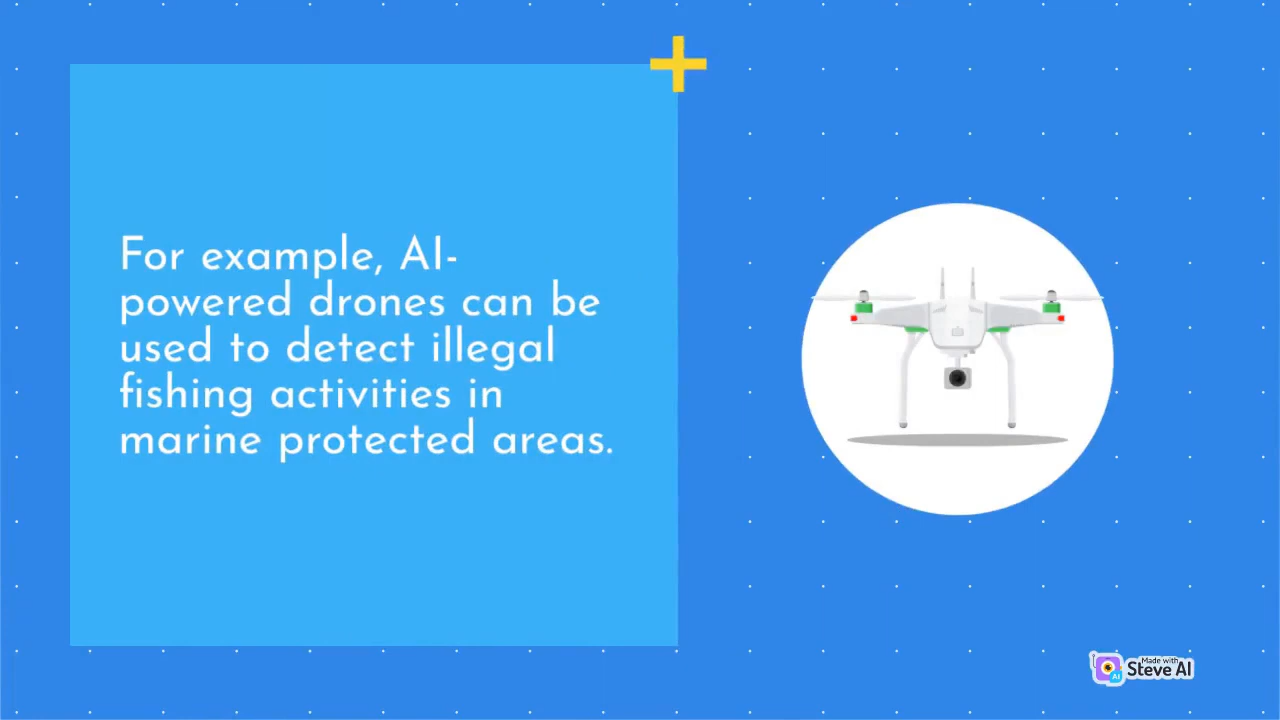 For example, AI-
powered drones can be
used to detect illegal
fishing activities in
marine protected areas.
Made with
Steve AI
AI